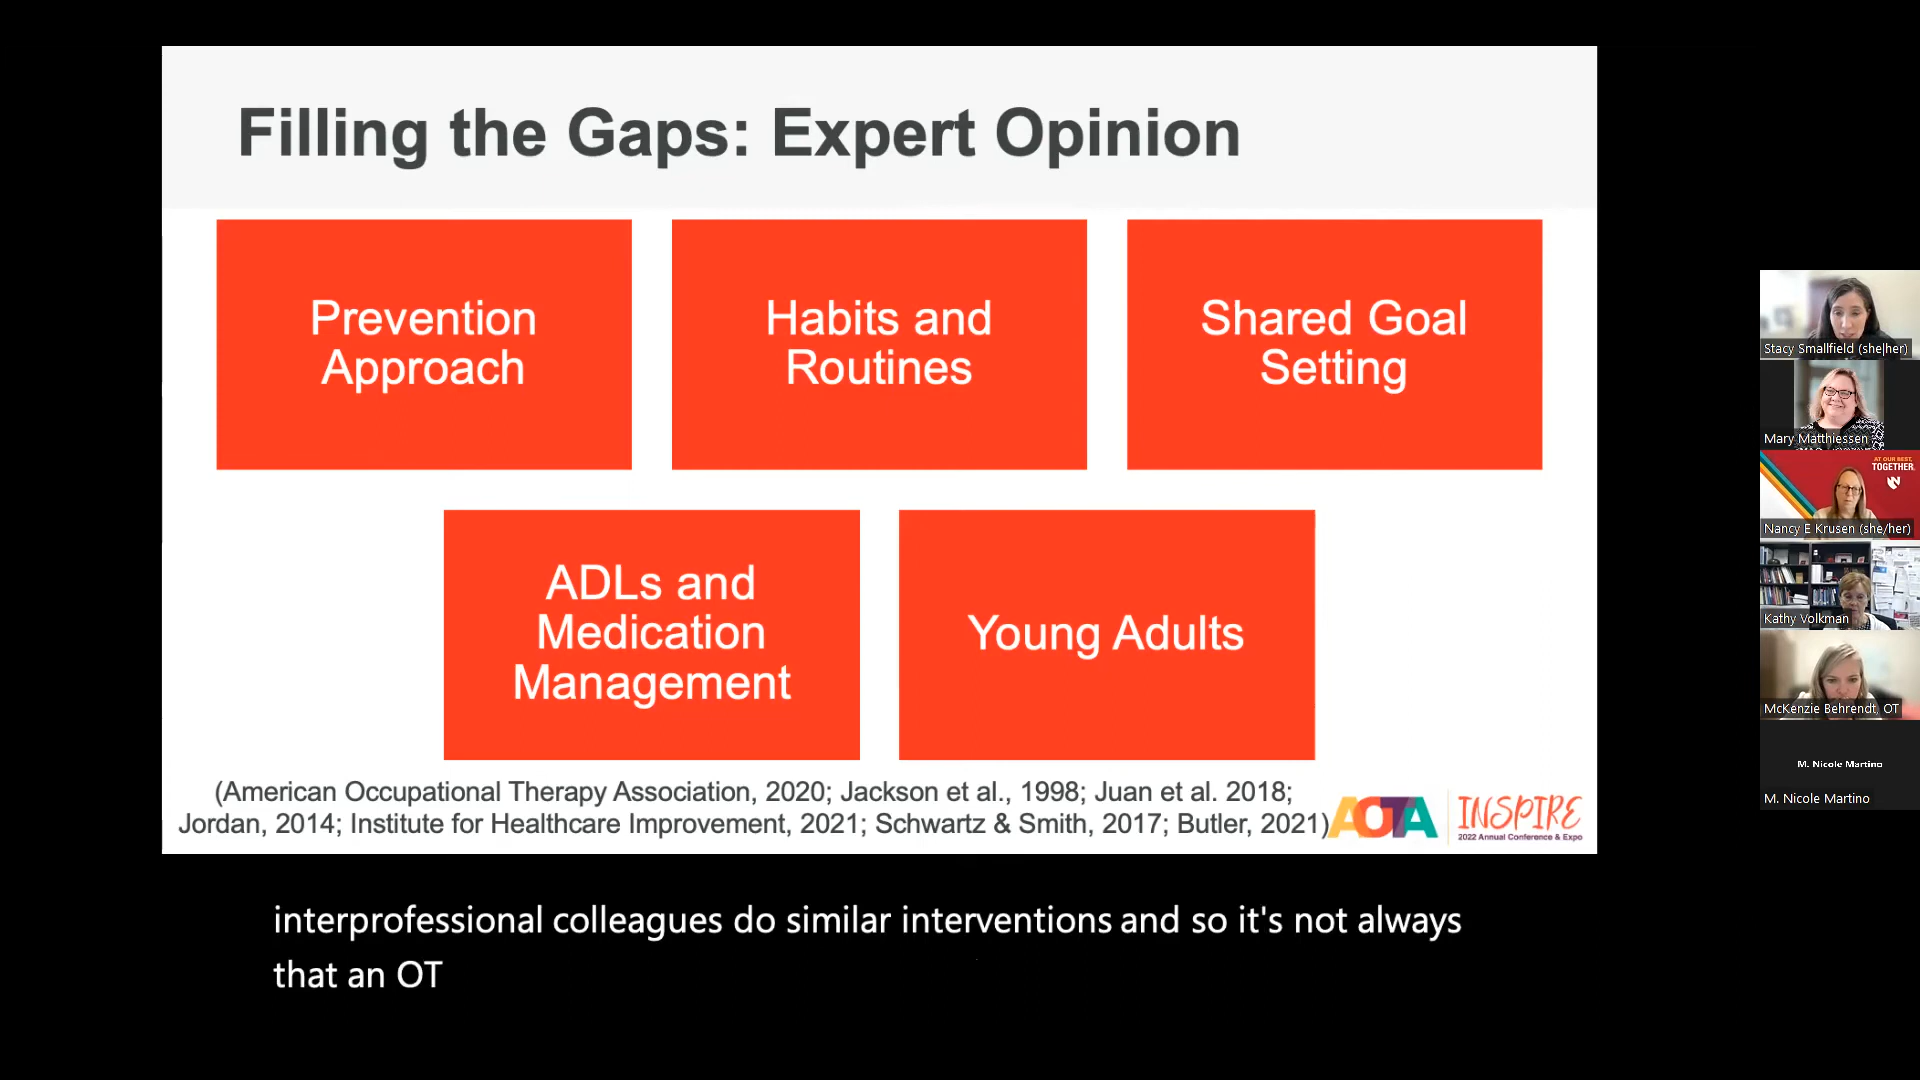 Filling the Gaps: Expert Opinion
Prevention
Approach
Habits and
Routines
Shared Goal
Setting
ADLs and
Medication
Management
Young Adults
(American Occupational Therapy Association, 2020; Jackson et al., 1998; Juan et al. 2018;
Jordan, 2014; Institute for Healthcare Improvement, 2021; Schwartz & Smith, 2017; Butler, 2021)
AOTA
INSPIRE
2022 Annual Conference & Expo
interprofessional colleagues do similar interventions and so it's not always
that an OT
Stacy Smallfield (she|her)
Mary Matthiessen
AT OUR BEST,
TOGETHER.
Nancy E Krusen (she/her)
Kathy Volkman
McKenzie Behrendt, OT
M. Nicole Martino
M. Nicole Martino